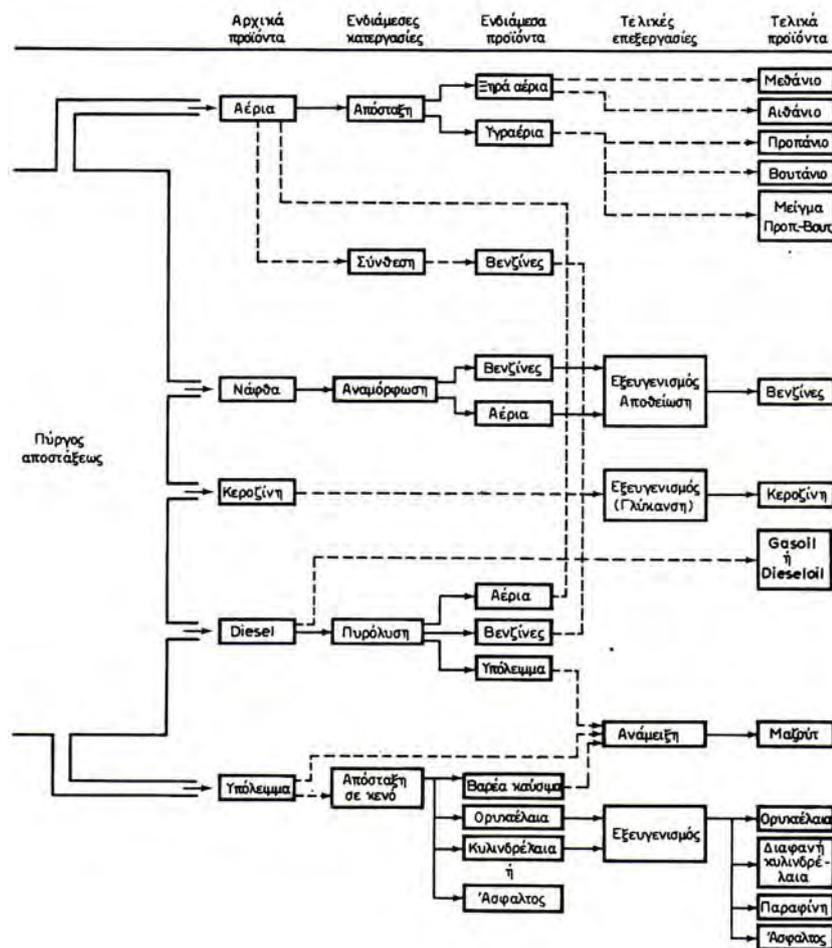 Αρχικά προϊόντα
Ενδιάμεσες κατεργασίες
Ενδιάμεσα προϊόντα
Τελικές επεξεργασίες
Τελικά προϊόντα
Αέρια
Απόσταξη
Ξηρά αέρια
Υγραέρια
Μεθάνιο
Αιθάνιο
Προπάνιο
Βουτάνιο
Μείγμα
Προπ-Βουτ
Σύνθεση
Βενζίνες
Νάφθα
Αναμόρφωση
Βενζίνες
Αέρια
Εξευγενισμός
Αποθείωση
Βενζίνες
Πύργος
αποστάξεως
Κεροζίνη
Εξευγενισμός
(Γλύκανση)
Κεροζίνη
Gasoil
ή
Dieseloil
Diesel
Πυρόλυση
Αέρια
Βενζίνες
Υπόλειμμα
Ανάμειξη
Μαζούτ
Υπόλειμμα
Απόσταξη
σε κενό
Βαρέα καύσιμα
Ορυκτέλαια
Κυλινδρέλαια
ή
Άσφαλτος
Εξευγενισμός
Ορυκτέλαια
Διαφανή
κυλινδρέ-
λαια
Παραφίνη
Άσφαλτος